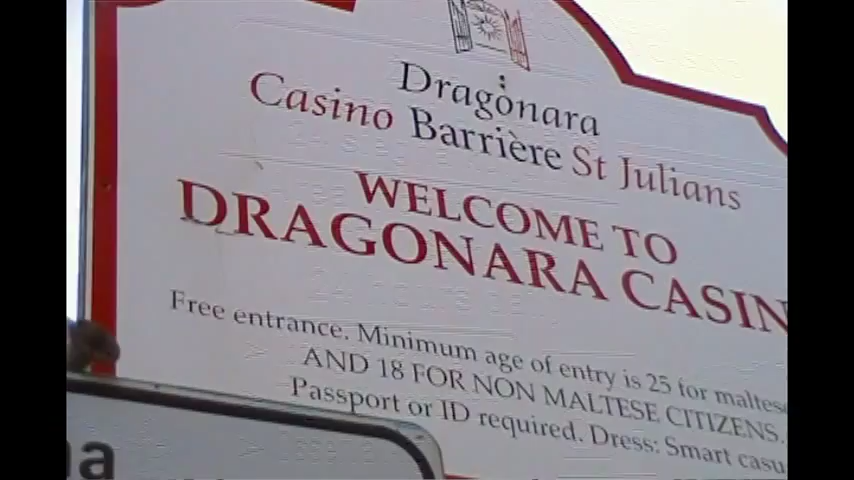 Dragonara
Casino Barrière St Julians
WELCOME TO
DRAGONARA CASIN
Free entrance. Minimum age of entry is 25 for maltese
AND 18 FOR NON MALTESE CITIZENS.
Passport or ID required. Dress: Smart casu
a